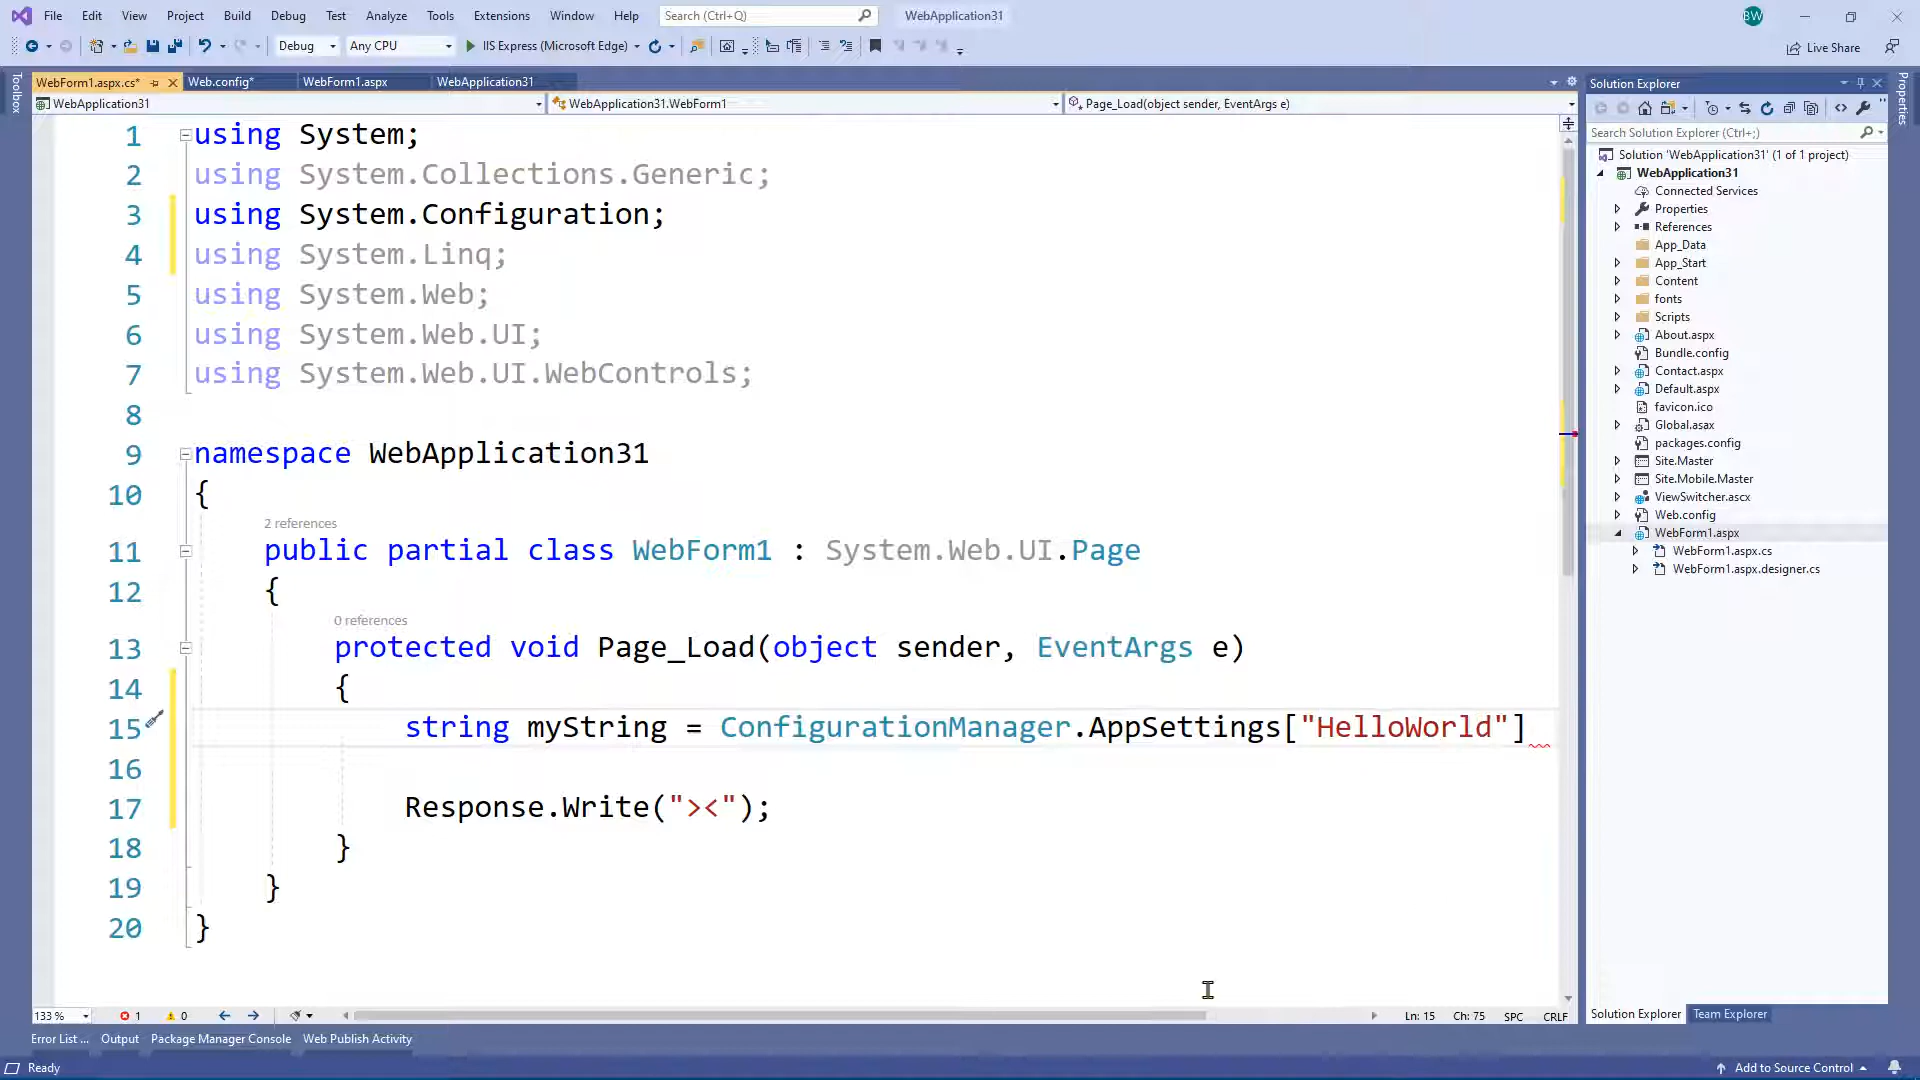 File Edit View Project Build Debug Test Analyze Tools Extensions Window Help Search (Ctrl+Q) WebApplication31 BW
Debug Any CPU IIS Express (Microsoft Edge) Live Share
Toolbox
WebForm1.aspx.cs* Web.config* WebForm1.aspx WebApplication31
WebApplication31 WebApplication31.WebForm1 Page_Load(object sender, EventArgs e)
1 using System;
2 using System.Collections.Generic;
3 using System.Configuration;
4 using System.Linq;
5 using System.Web;
6 using System.Web.UI;
7 using System.Web.UI.WebControls;
8
9 namespace WebApplication31
10 {
2 references
11 public partial class WebForm1 : System.Web.UI.Page
12 {
0 references
13 protected void Page_Load(object sender, EventArgs e)
14 {
15 string myString = ConfigurationManager.AppSettings["HelloWorld"]
16
17 Response.Write("><");
18 }
19 }
20 }
133 % 1 0 Ln: 15 Ch: 75 SPC CRLF
Error List ... Output Package Manager Console Web Publish Activity
Ready Add to Source Control
Solution Explorer
Search Solution Explorer (Ctrl+;)
Solution 'WebApplication31' (1 of 1 project)
WebApplication31
Connected Services
Properties
References
App_Data
App_Start
Content
fonts
Scripts
About.aspx
Bundle.config
Contact.aspx
Default.aspx
favicon.ico
Global.asax
packages.config
Site.Master
Site.Mobile.Master
ViewSwitcher.ascx
Web.config
WebForm1.aspx
WebForm1.aspx.cs
WebForm1.aspx.designer.cs
Solution Explorer Team Explorer
Properties